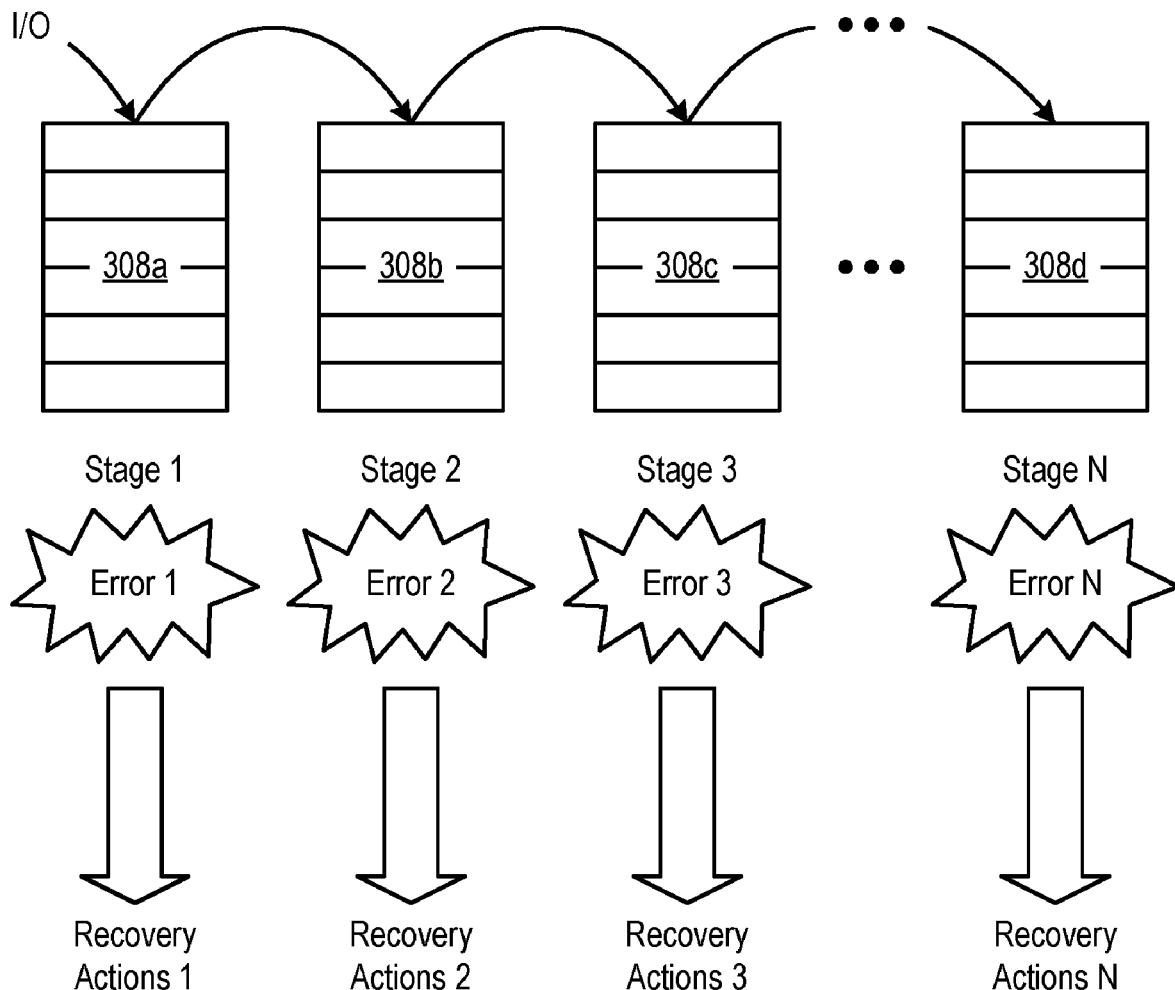 I/O
308a
308b
308c
308d
Stage 1
Stage 2
Stage 3
Stage N
Error 1
Error 2
Error 3
Error N
Recovery
Actions 1
Recovery
Actions 2
Recovery
Actions 3
Recovery
Actions N